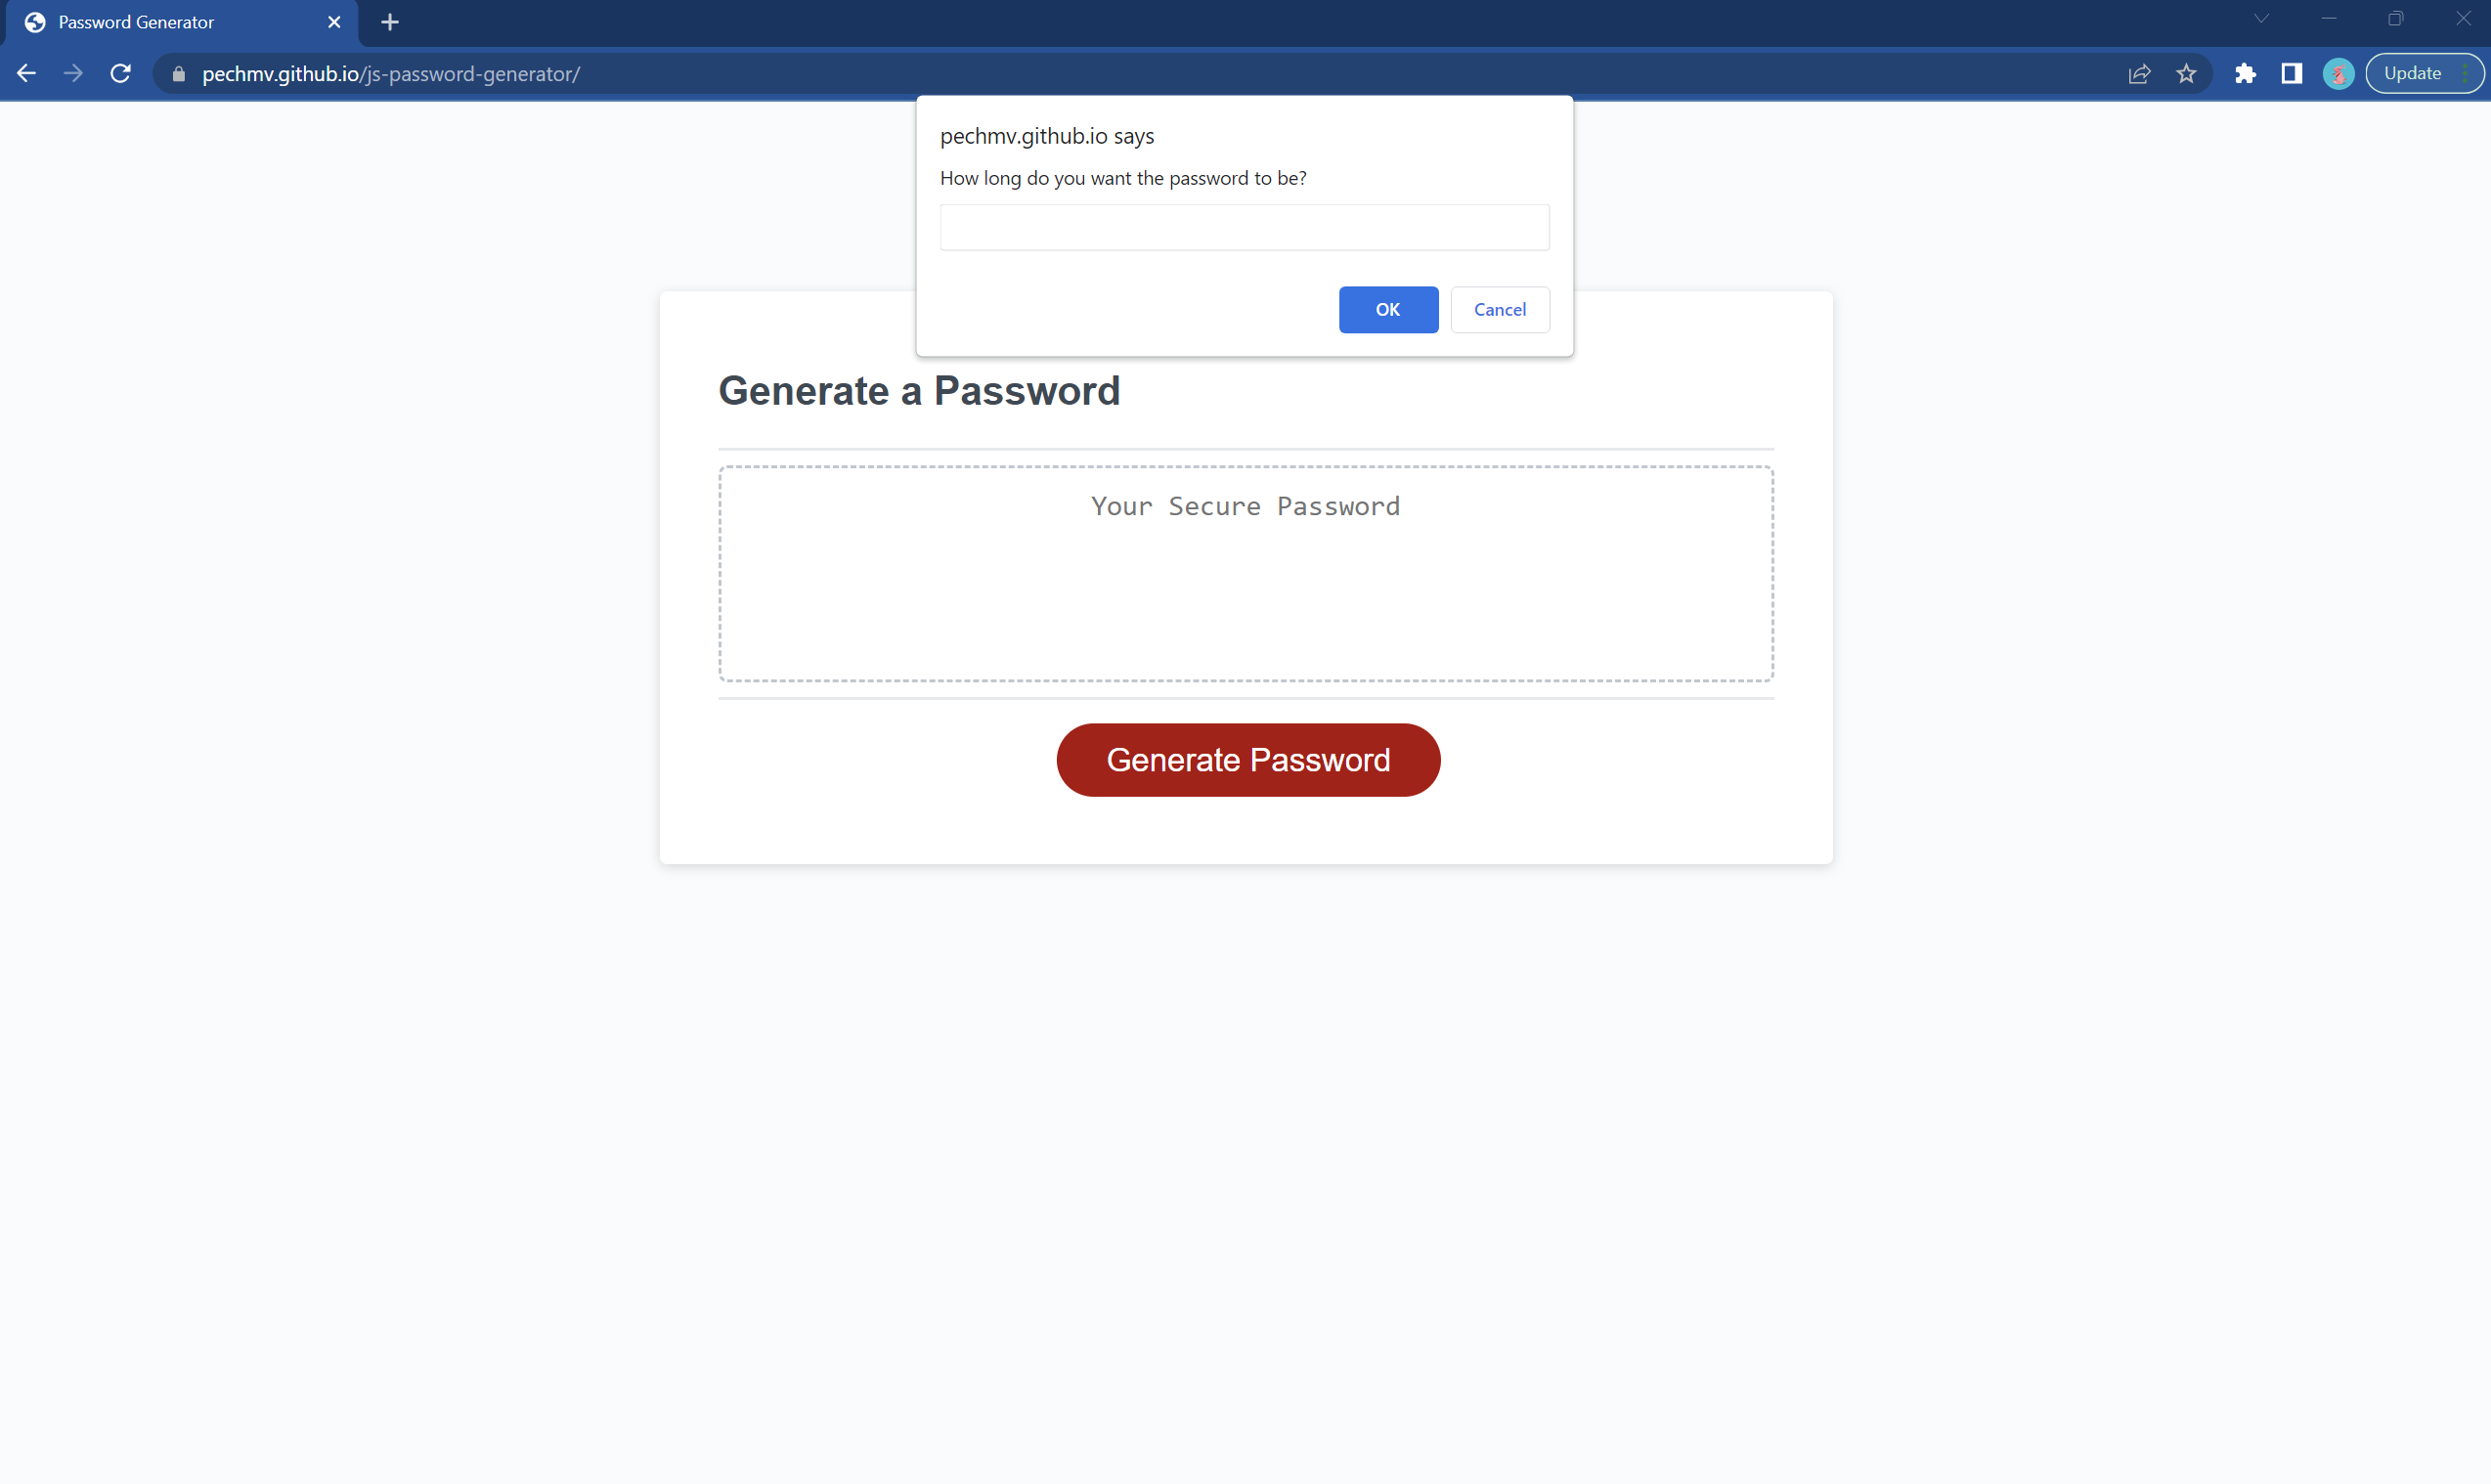 Password Generator
pechmv.github.io/js-password-generator/
Update
pechmv.github.io says
How long do you want the password to be?
OK
Cancel
Generate a Password
Your Secure Password
Generate Password